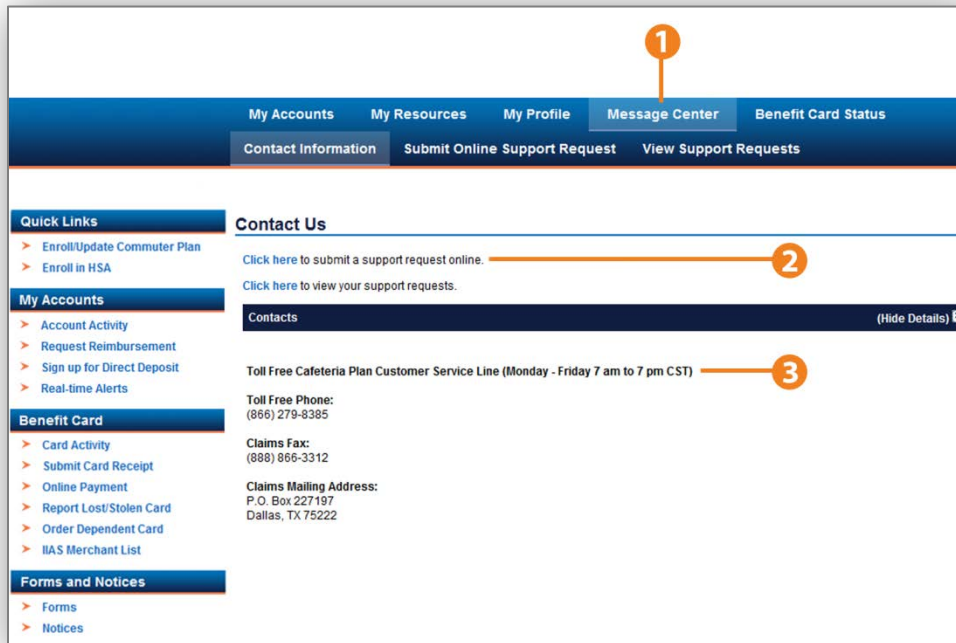 1
My Accounts My Resources My Profile Message Center Benefit Card Status
Contact Information Submit Online Support Request View Support Requests
Quick Links
Enroll/Update Commuter Plan
Enroll in HSA
My Accounts
Account Activity
Request Reimbursement
Sign up for Direct Deposit
Real-time Alerts
Benefit Card
Card Activity
Submit Card Receipt
Online Payment
Report Lost/Stolen Card
Order Dependent Card
IIAS Merchant List
Forms and Notices
Forms
Notices
Contact Us
Click here to submit a support request online.
2
Click here to view your support requests.
Contacts (Hide Details)
Toll Free Cafeteria Plan Customer Service Line (Monday - Friday 7 am to 7 pm CST)
3
Toll Free Phone:
(866) 279-8385
Claims Fax:
(888) 866-3312
Claims Mailing Address:
P.O. Box 227197
Dallas, TX 75222